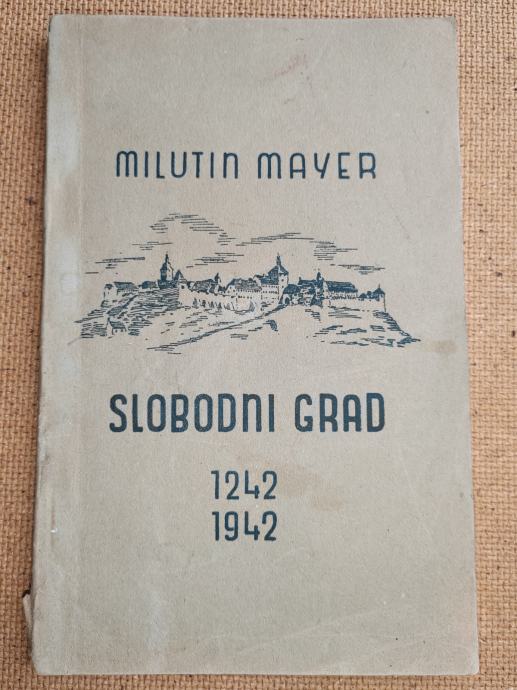 MILUTIN MAYER
SLOBODNI GRAD
1242
1942